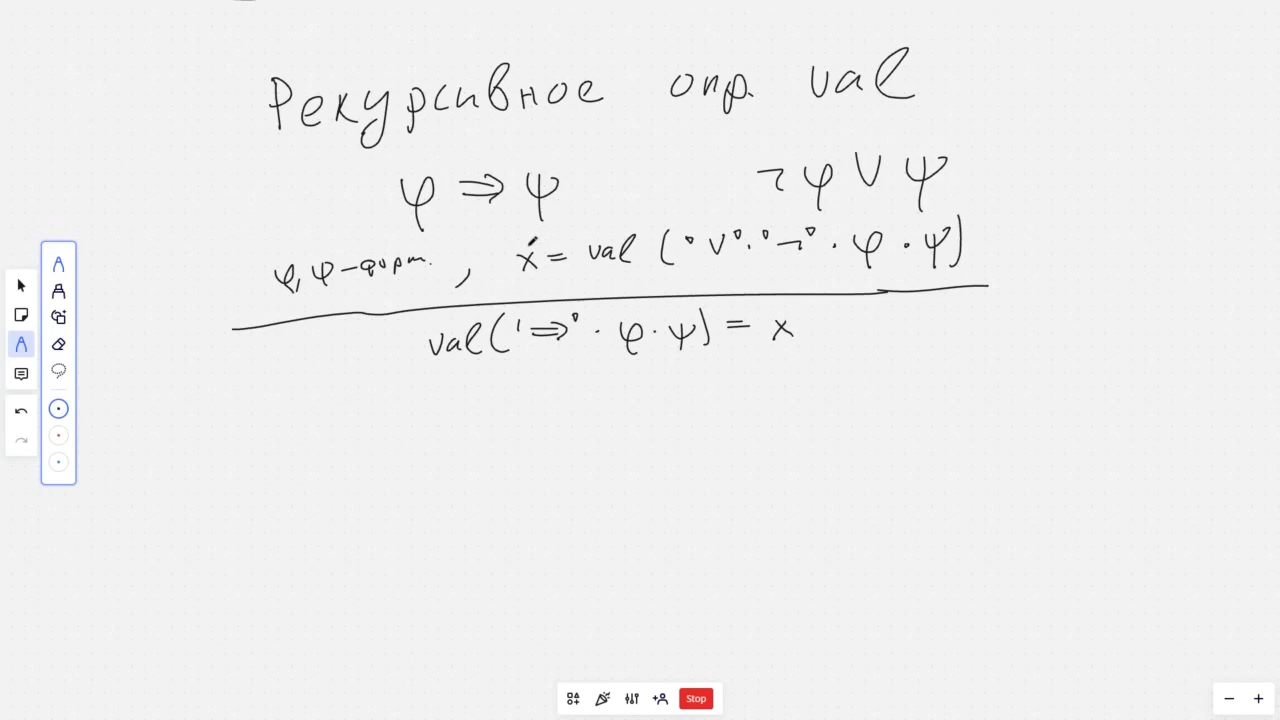 Рекурсивное опр. val
φ ⇒ ψ ¬ φ ∨ ψ
φ, ψ – форм. , x = val ( ° ∨ ° · ° ¬ ° · φ · ψ )
val ( ' ⇒ ° · φ · ψ ) = x
Stop